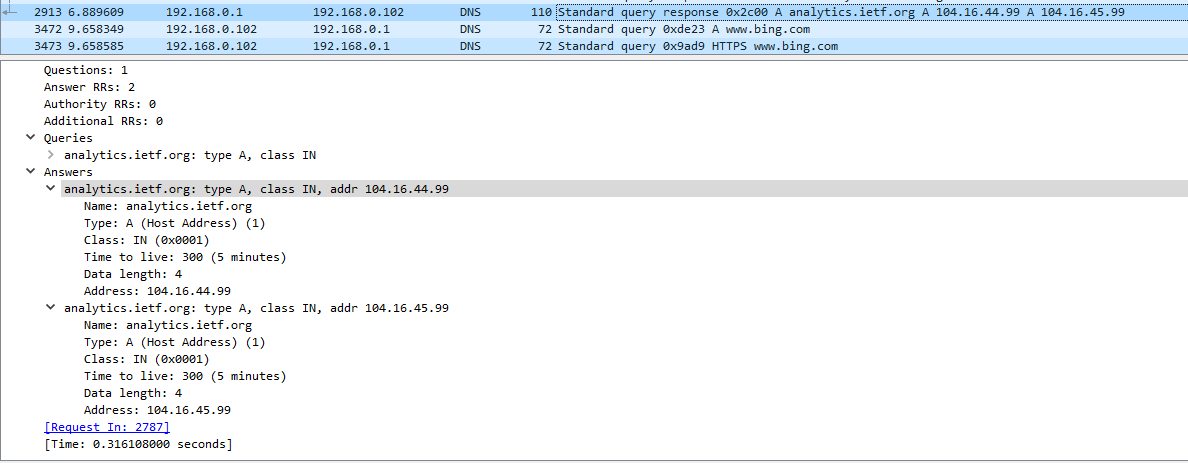 2913 6.889609 192.168.0.1 192.168.0.102 DNS 110 Standard query response 0x2c00 A analytics.ietf.org A 104.16.44.99 A 104.16.45.99
3472 9.658349 192.168.0.102 192.168.0.1 DNS 72 Standard query 0xde23 A www.bing.com
3473 9.658585 192.168.0.102 192.168.0.1 DNS 72 Standard query 0x9ad9 HTTPS www.bing.com
Questions: 1
Answer RRs: 2
Authority RRs: 0
Additional RRs: 0
Queries
analytics.ietf.org: type A, class IN
Answers
analytics.ietf.org: type A, class IN, addr 104.16.44.99
Name: analytics.ietf.org
Type: A (Host Address) (1)
Class: IN (0x0001)
Time to live: 300 (5 minutes)
Data length: 4
Address: 104.16.44.99
analytics.ietf.org: type A, class IN, addr 104.16.45.99
Name: analytics.ietf.org
Type: A (Host Address) (1)
Class: IN (0x0001)
Time to live: 300 (5 minutes)
Data length: 4
Address: 104.16.45.99
[Request In: 2787]
[Time: 0.316108000 seconds]